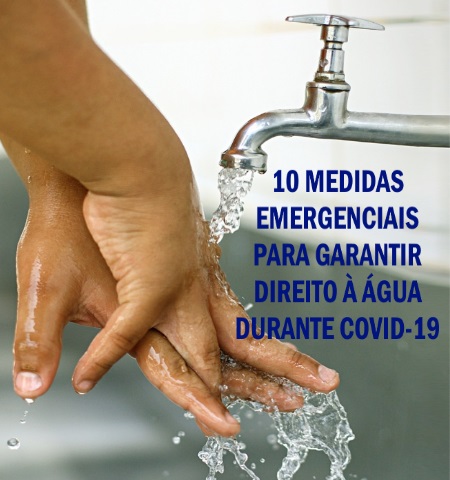 10 MEDIDAS
EMERGENCIAIS
PARA GARANTIR
DIREITO À ÁGUA
DURANTE COVID-19